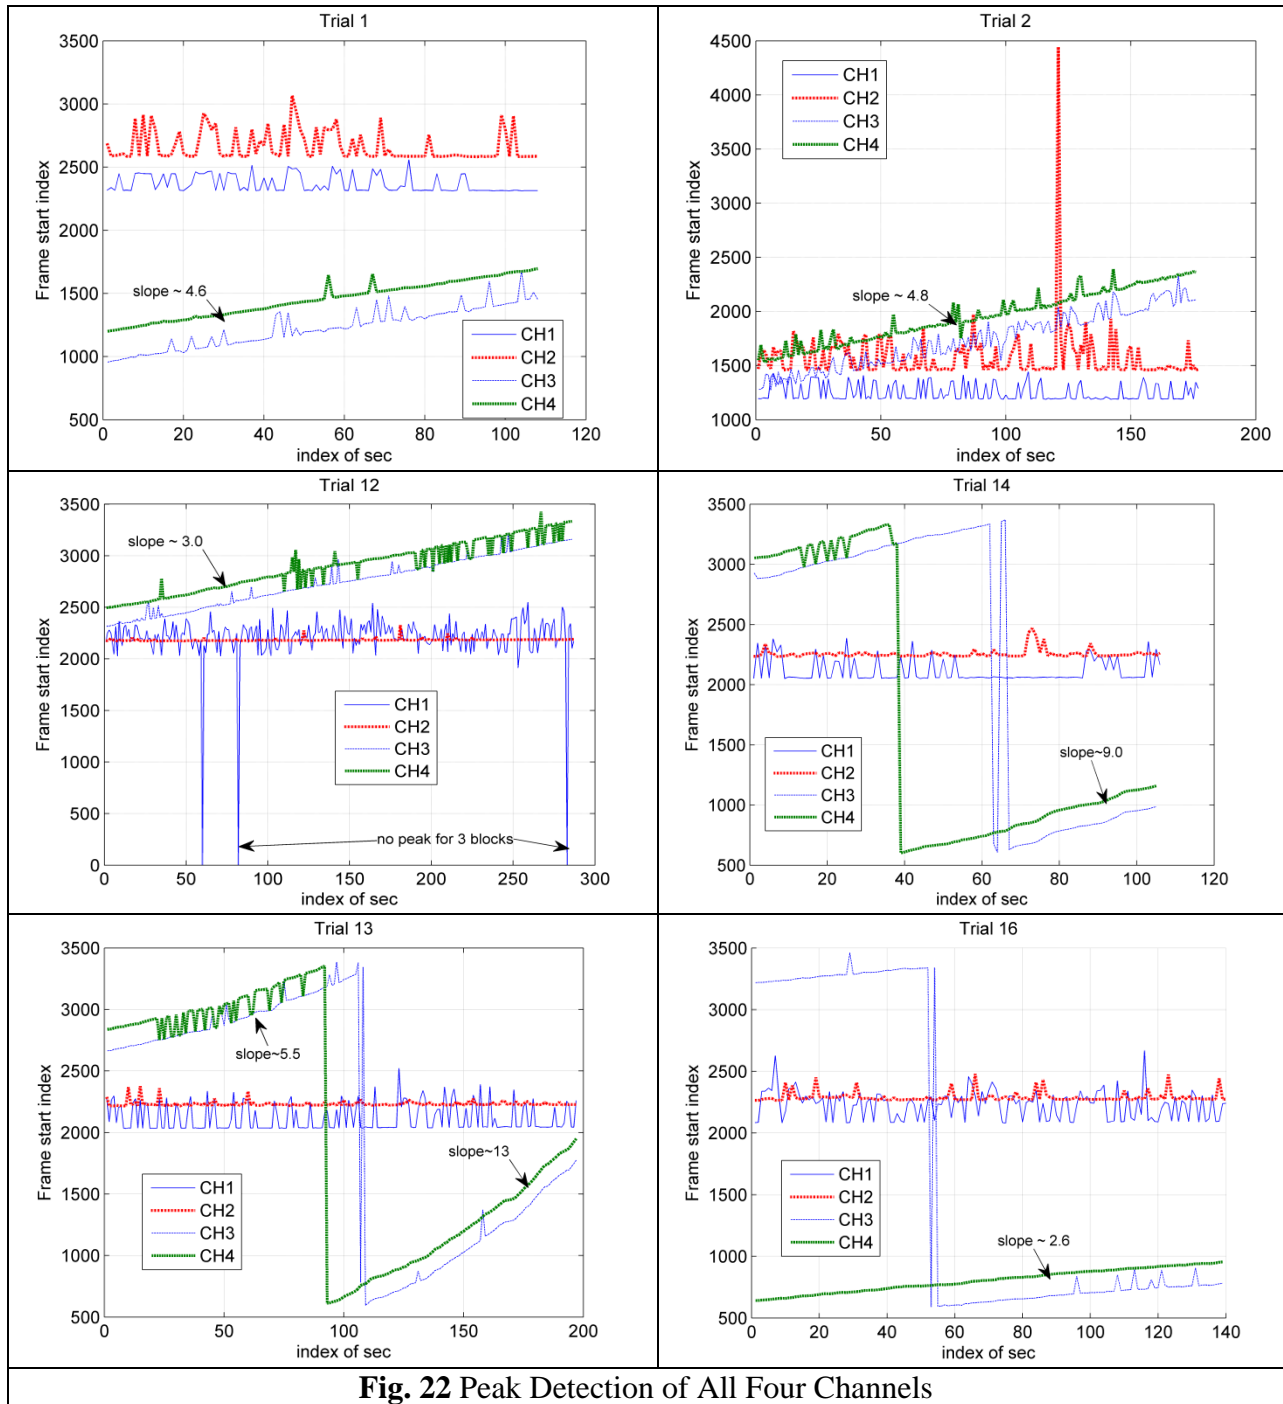 Trial 1
3500
3000
2500
2000
1500
1000
500
0 20 40 60 80 100 120
Frame start index
index of sec
slope ~ 4.6
CH1
CH2
CH3
CH4
Trial 2
4500
4000
3500
3000
2500
2000
1500
1000
0 50 100 150 200
Frame start index
index of sec
slope ~ 4.8
CH1
CH2
CH3
CH4
Trial 12
3500
3000
2500
2000
1500
1000
500
0
0 50 100 150 200 250 300
Frame start index
index of sec
slope ~ 3.0
CH1
CH2
CH3
CH4
no peak for 3 blocks
Trial 14
3500
3000
2500
2000
1500
1000
500
0 20 40 60 80 100 120
Frame start index
index of sec
slope~9.0
CH1
CH2
CH3
CH4
Trial 13
3500
3000
2500
2000
1500
1000
500
0 50 100 150 200
Frame start index
index of sec
slope~5.5
slope~13
CH1
CH2
CH3
CH4
Trial 16
3500
3000
2500
2000
1500
1000
500
0 20 40 60 80 100 120 140
Frame start index
index of sec
slope ~ 2.6
CH1
CH2
CH3
CH4
Fig. 22 Peak Detection of All Four Channels